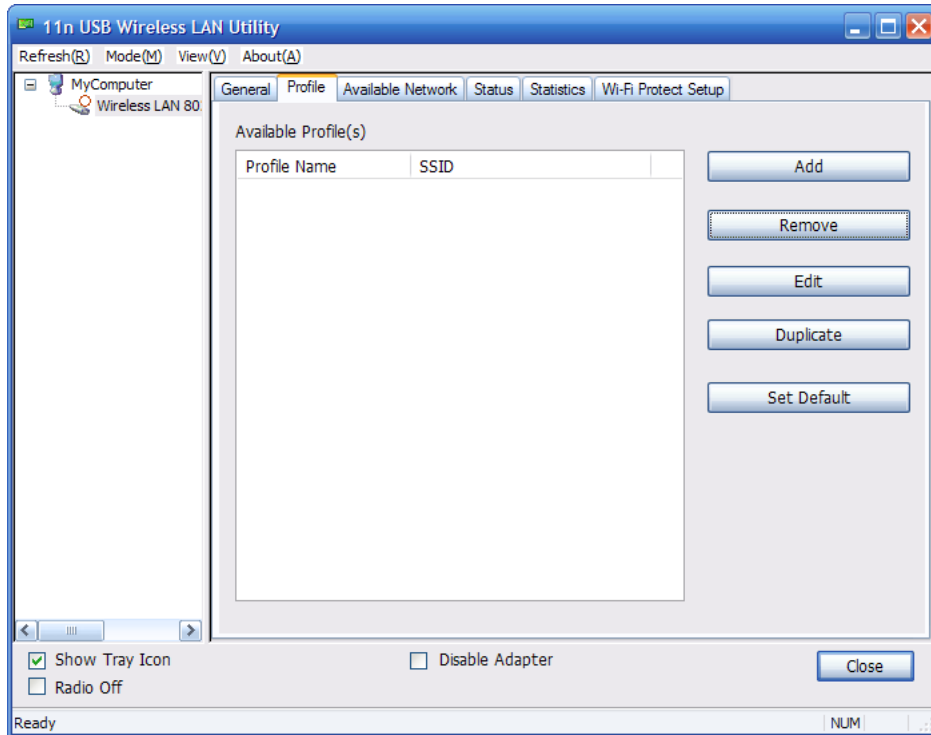 11n USB Wireless LAN Utility
Refresh(R) Mode(M) View(V) About(A)
MyComputer
Wireless LAN 80
General Profile Available Network Status Statistics Wi-Fi Protect Setup
Available Profile(s)
Profile Name SSID
Add
Remove
Edit
Duplicate
Set Default
Show Tray Icon
Disable Adapter
Radio Off
Close
Ready
NUM